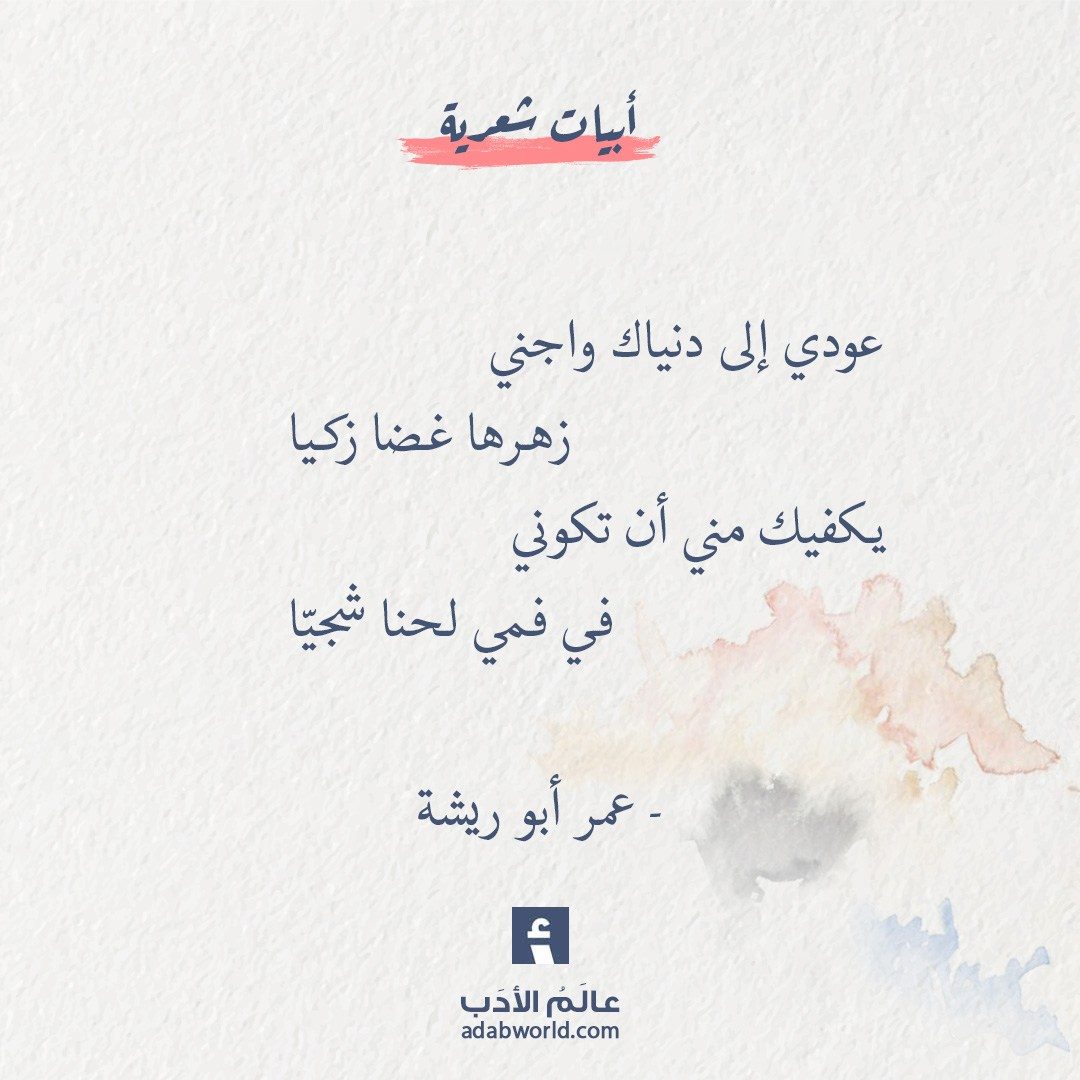 أبيات شعرية
عودي إلى دنياك واجني
زهرها غضا زكيا
يكفيك مني أن تكوني
في فمي لحنا شجيّا
- عمر أبو ريشة
أ
عالَمُ الأدَب
adabworld.com